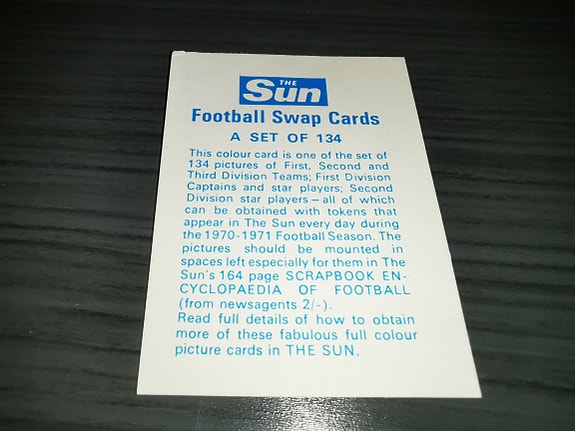 THE
Sun
Football Swap Cards
A SET OF 134
This colour card is one of the set of
134 pictures of First, Second and
Third Division Teams; First Division
Captains and star players; Second
Division star players – all of which
can be obtained with tokens that
appear in The Sun every day during
the 1970-1971 Football Season. The
pictures should be mounted in
spaces left especially for them in The
Sun's 164 page SCRAPBOOK EN-
CYCLOPAEDIA OF FOOTBALL
(from newsagents 2/-).
Read full details of how to obtain
more of these fabulous full colour
picture cards in THE SUN.